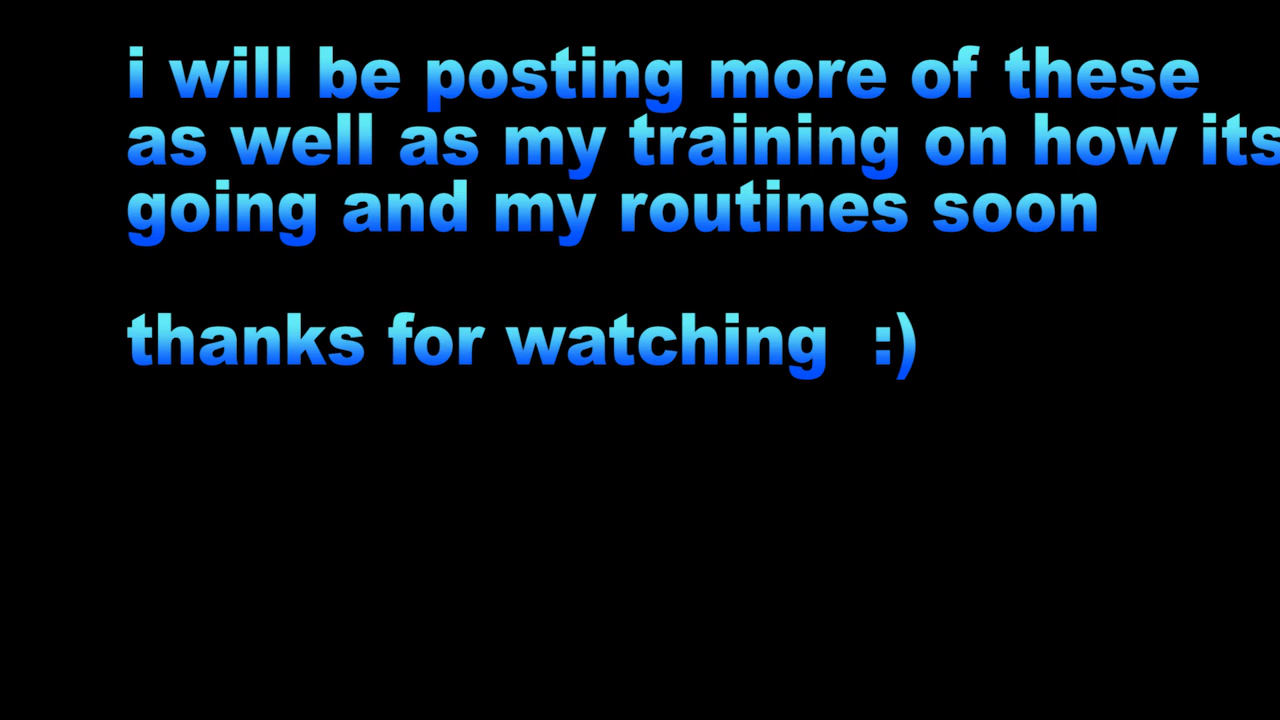 i will be posting more of these
as well as my training on how its
going and my routines soon
thanks for watching :)